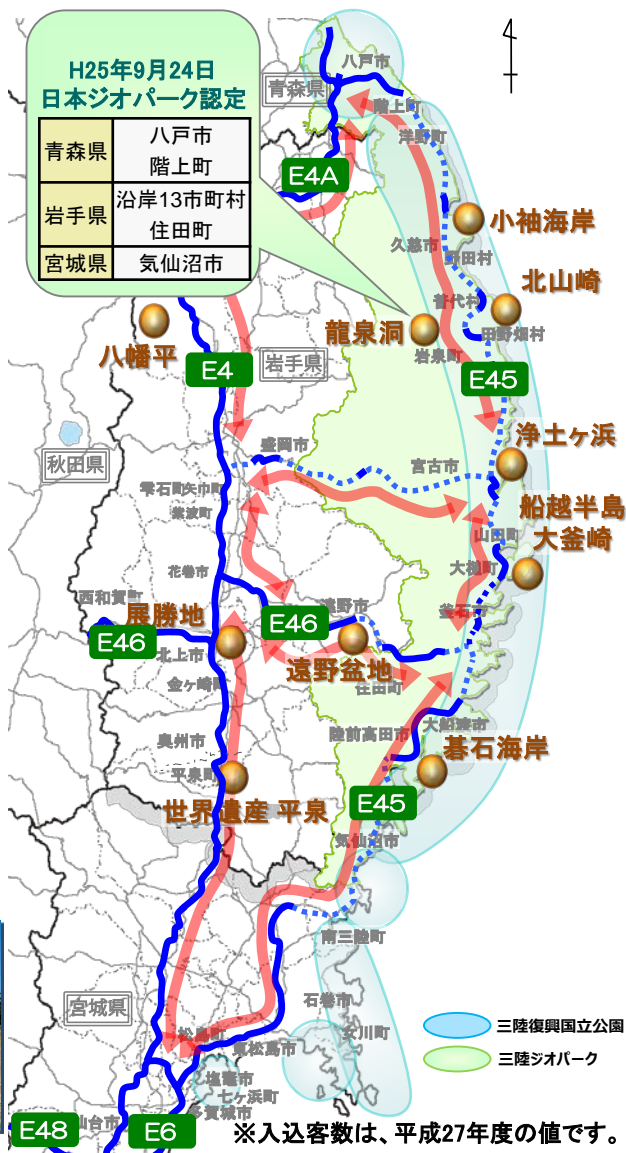 H25年9月24日
日本ジオパーク認定
青森県
八戸市
階上町
岩手県
沿岸13市町村
住田町
宮城県
気仙沼市
八戸市
青森県
階上町
洋野町
E4A
小袖海岸
久慈市
野田村
北山崎
普代村
龍泉洞
田野畑村
八幡平
岩手県
岩泉町
E4
E45
秋田県
盛岡市
宮古市
浄土ヶ浜
雫石町
矢巾町
紫波町
船越半島
大釜崎
山田町
大槌町
花巻市
西和賀町
展勝地
E46
遠野市
釜石市
E46
北上市
遠野盆地
金ヶ崎町
住田町
大船渡市
陸前高田市
奥州市
碁石海岸
平泉町
世界遺産 平泉
E45
気仙沼市
南三陸町
宮城県
石巻市
女川町
三陸復興国立公園
松島町
東松島市
三陸ジオパーク
塩竈市
七ヶ浜町
多賀城市
仙台市
E48
E6
※入込客数は、平成27年度の値です。